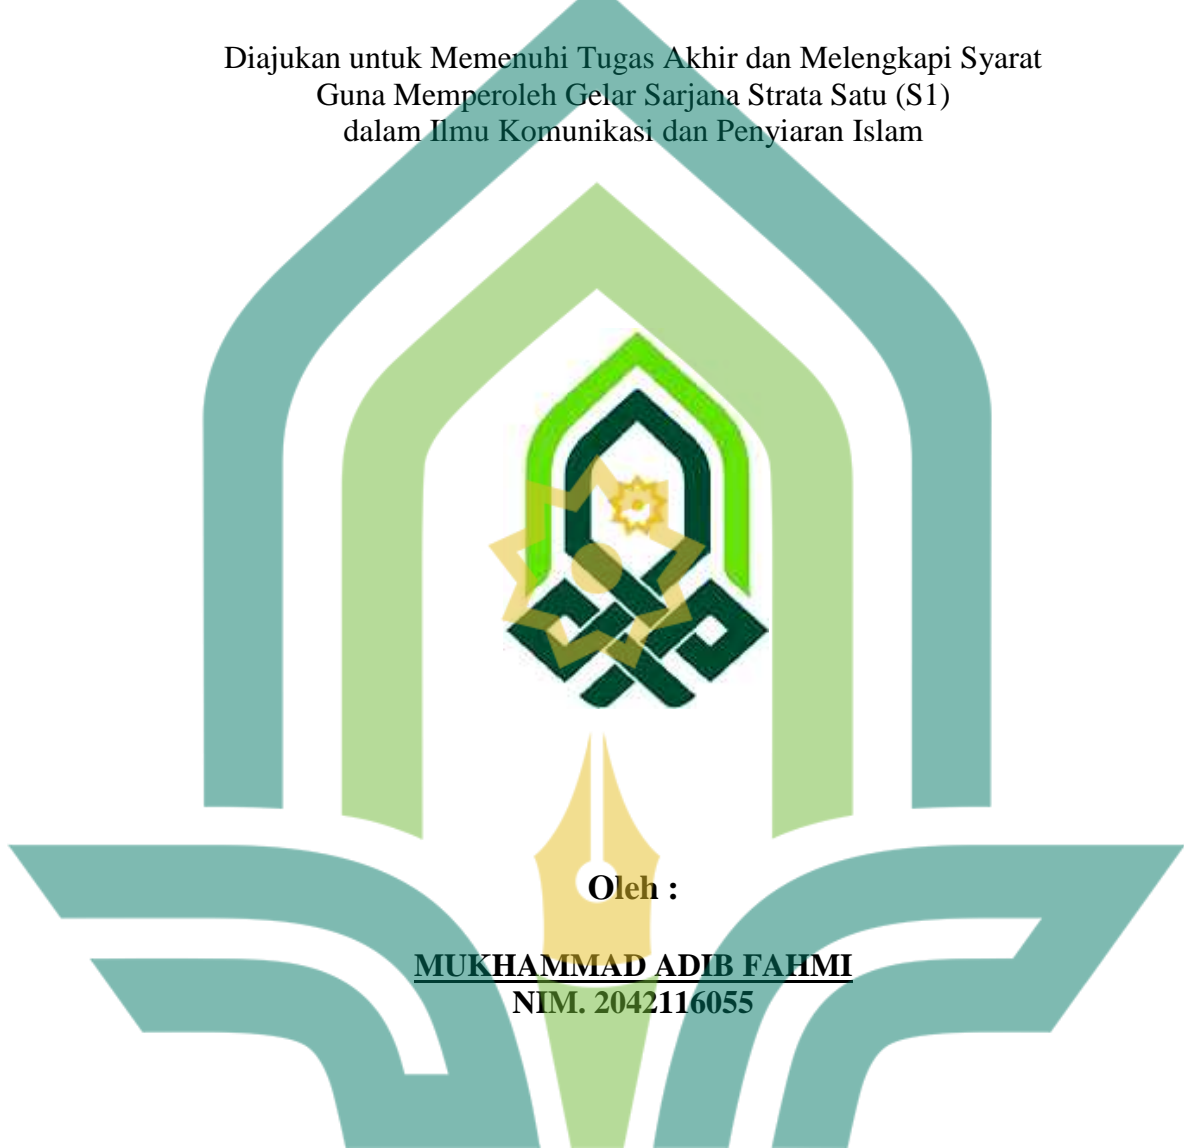 Diajukan untuk Memenuhi Tugas Akhir dan Melengkapi Syarat
Guna Memperoleh Gelar Sarjana Strata Satu (S1)
dalam Ilmu Komunikasi dan Penyiaran Islam
Oleh :
MUKHAMMAD ADIB FAHMI
NIM. 2042116055